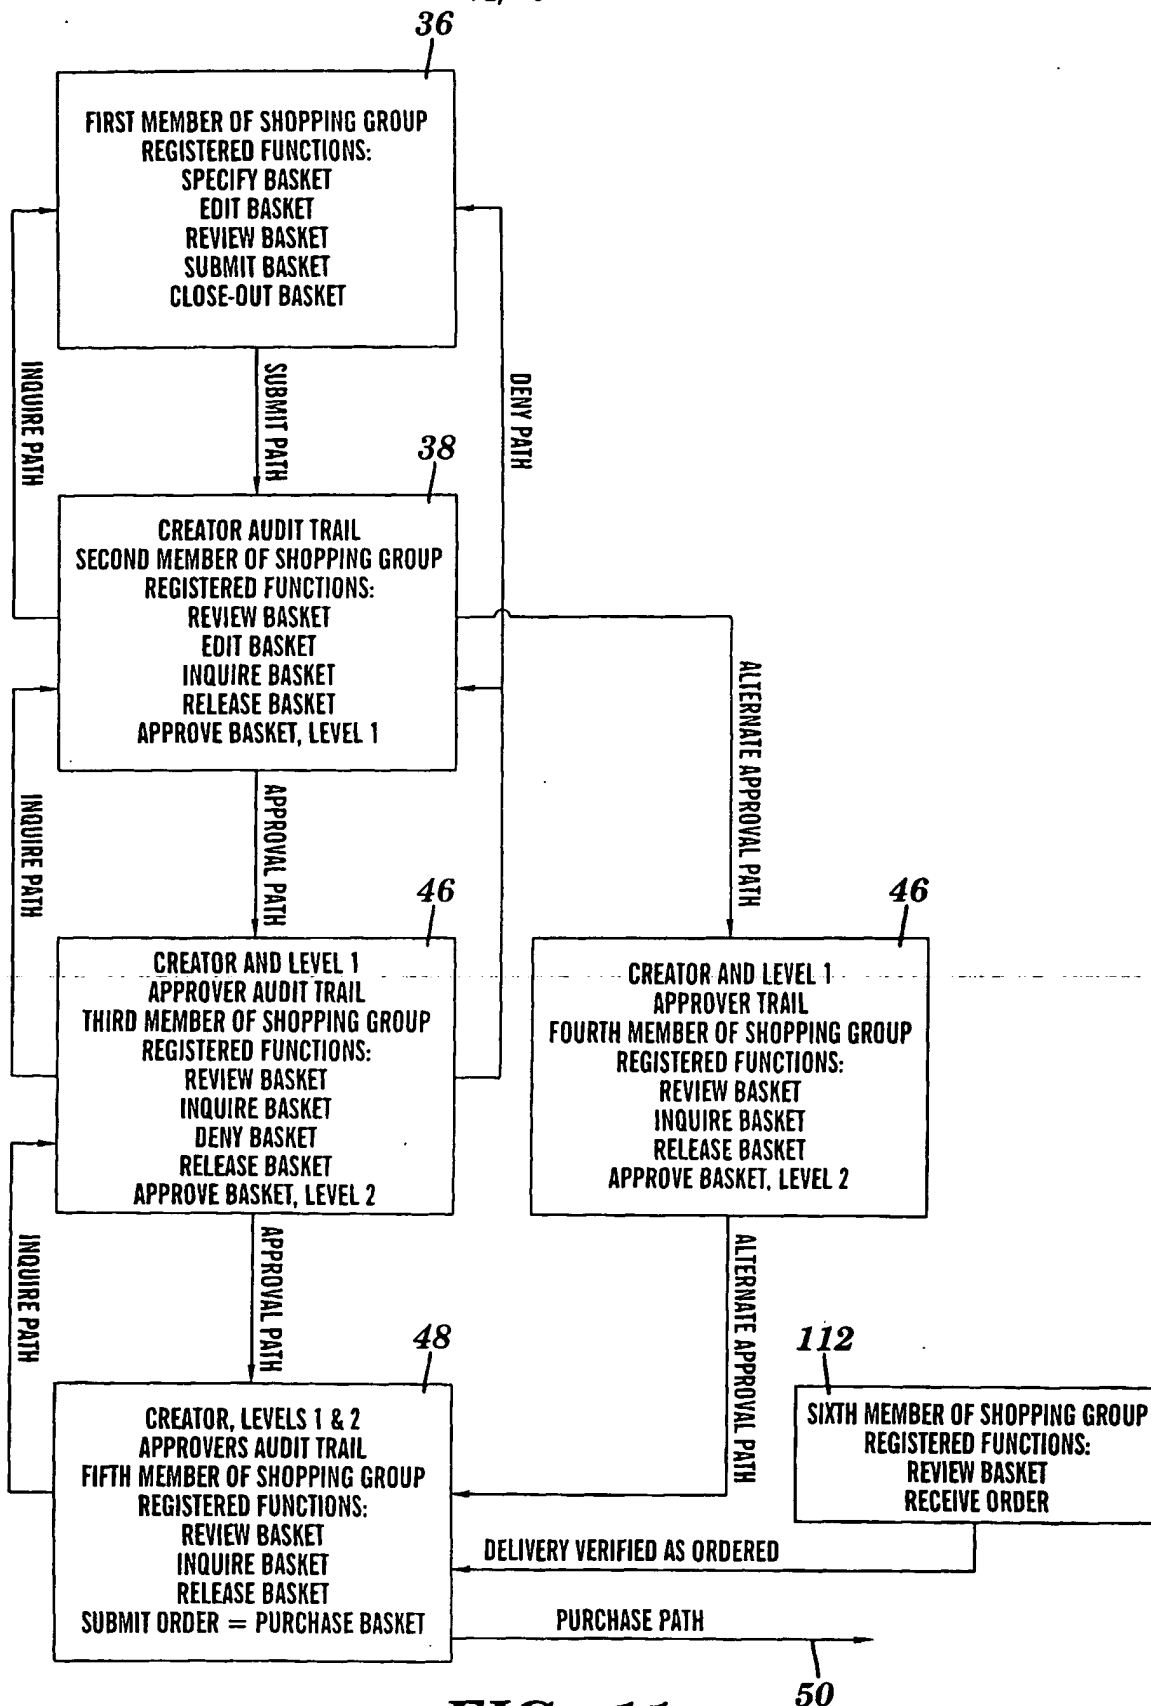 36
FIRST MEMBER OF SHOPPING GROUP
REGISTERED FUNCTIONS:
SPECIFY BASKET
EDIT BASKET
REVIEW BASKET
SUBMIT BASKET
CLOSE-OUT BASKET
INQUIRE PATH
SUBMIT PATH
DENY PATH
38
CREATOR AUDIT TRAIL
SECOND MEMBER OF SHOPPING GROUP
REGISTERED FUNCTIONS:
REVIEW BASKET
EDIT BASKET
INQUIRE BASKET
RELEASE BASKET
APPROVE BASKET, LEVEL 1
INQUIRE PATH
APPROVAL PATH
ALTERNATE APPROVAL PATH
46
CREATOR AND LEVEL 1
APPROVER AUDIT TRAIL
THIRD MEMBER OF SHOPPING GROUP
REGISTERED FUNCTIONS:
REVIEW BASKET
INQUIRE BASKET
DENY BASKET
RELEASE BASKET
APPROVE BASKET, LEVEL 2
46
CREATOR AND LEVEL 1
APPROVER TRAIL
FOURTH MEMBER OF SHOPPING GROUP
REGISTERED FUNCTIONS:
REVIEW BASKET
INQUIRE BASKET
RELEASE BASKET
APPROVE BASKET, LEVEL 2
INQUIRE PATH
APPROVAL PATH
ALTERNATE APPROVAL PATH
48
CREATOR, LEVELS 1 & 2
APPROVERS AUDIT TRAIL
FIFTH MEMBER OF SHOPPING GROUP
REGISTERED FUNCTIONS:
REVIEW BASKET
INQUIRE BASKET
RELEASE BASKET
SUBMIT ORDER = PURCHASE BASKET
112
SIXTH MEMBER OF SHOPPING GROUP
REGISTERED FUNCTIONS:
REVIEW BASKET
RECEIVE ORDER
DELIVERY VERIFIED AS ORDERED
PURCHASE PATH
50